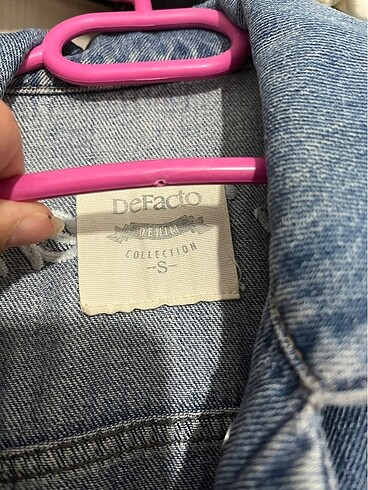 DeFacto
DENIM
COLLECTION
-S-